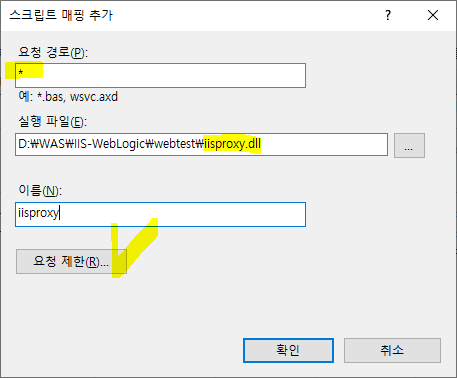 스크립트 매핑 추가
요청 경로(P):
*
예: *.bas, wsvc.axd
실행 파일(E):
D:\WAS\IIS-WebLogic\webtest\iisproxy.dll
...
이름(N):
iisproxy
요청 제한(R)...
확인
취소